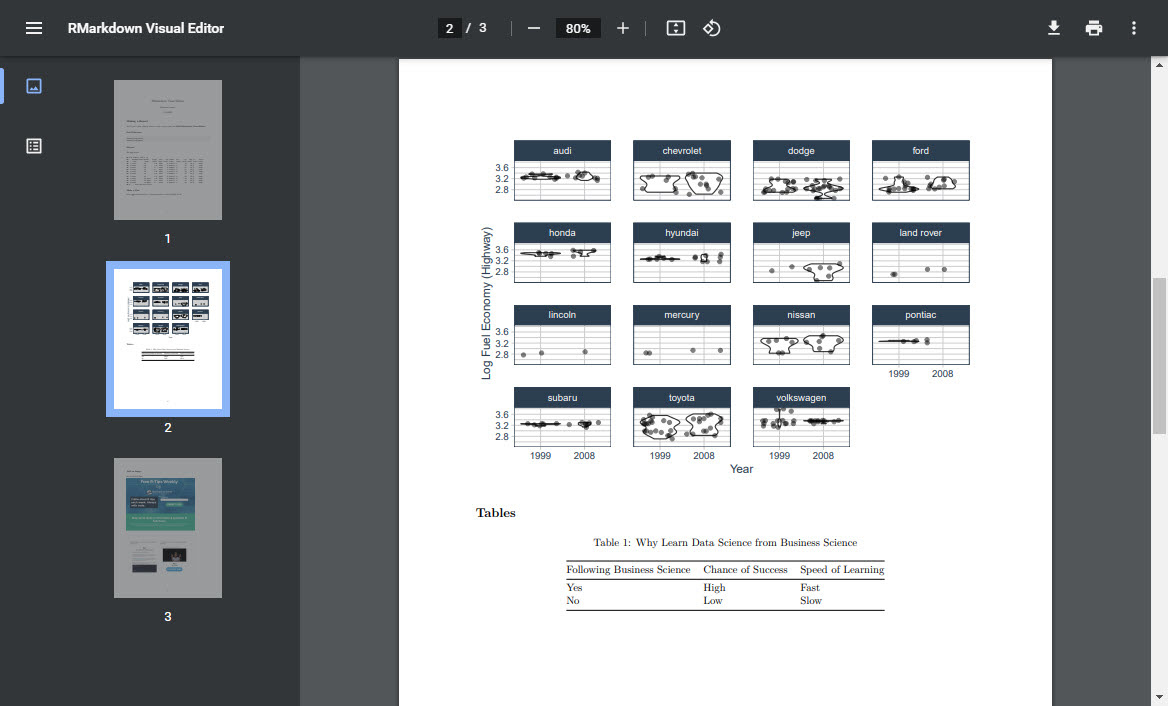 RMarkdown Visual Editor
2 / 3
80%
1
2
3
audi chevrolet dodge ford
3.6
3.2
2.8
honda hyundai jeep land rover
3.6
3.2
2.8
lincoln mercury nissan pontiac
3.6
3.2
2.8
1999 2008
subaru toyota volkswagen
3.6
3.2
2.8
1999 2008 1999 2008 1999 2008
Log Fuel Economy (Highway)
Year
Tables
Table 1: Why Learn Data Science from Business Science
Following Business Science Chance of Success Speed of Learning
Yes High Fast
No Low Slow